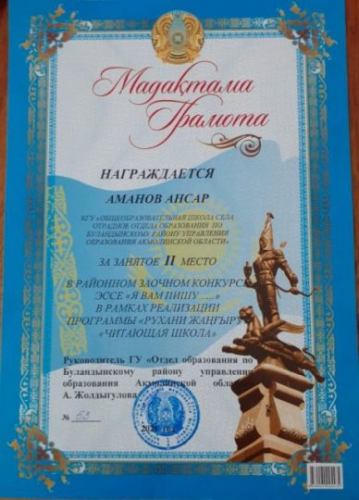 Мадақтама
Грамота
НАГРАЖДАЕТСЯ
АМАНОВ АНСАР
КГУ «ОБЩЕОБРАЗОВАТЕЛЬНАЯ ШКОЛА СЕЛА
ОТРАДНОЕ ОТДЕЛА ОБРАЗОВАНИЯ ПО
БУЛАНДЫНСКОМУ РАЙОНУ УПРАВЛЕНИЯ
ОБРАЗОВАНИЯ АКМОЛИНСКОЙ ОБЛАСТИ»
ЗА ЗАНЯТОЕ II МЕСТО
В РАЙОННОМ ЗАОЧНОМ КОНКУРСЕ
ЭССЕ «Я ВАМ ПИШУ ......»
В РАМКАХ РЕАЛИЗАЦИИ
ПРОГРАММЫ «РУХАНИ ЖАҢҒЫРУ»
«ЧИТАЮЩАЯ ШКОЛА»
Руководитель ГУ «Отдел образования по
Буландынскому району управления
образования Акмолинской
А. Жолдыгулова
№